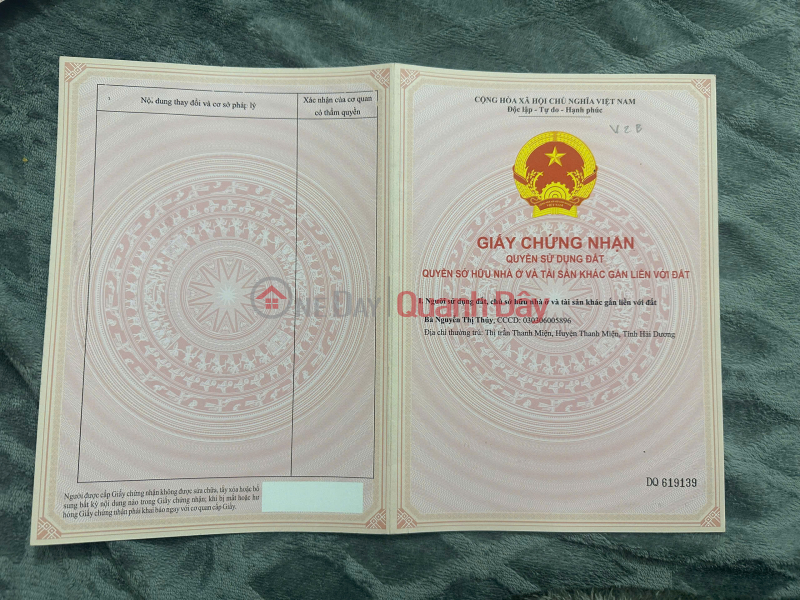 Nội dung thay đổi và cơ sở pháp lý
Xác nhận của cơ quan
có thẩm quyền
Người được cấp Giấy chứng nhận không được sửa chữa, tẩy xóa hoặc bổ
sung bất kỳ nội dung nào trong Giấy chứng nhận; khi bị mất hoặc hư
hỏng Giấy chứng nhận phải khai báo ngay với cơ quan cấp Giấy.
CỘNG HÒA XÃ HỘI CHỦ NGHĨA VIỆT NAM
Độc lập - Tự do - Hạnh phúc
GIẤY CHỨNG NHẬN
QUYỀN SỬ DỤNG ĐẤT
QUYỀN SỞ HỮU NHÀ Ở VÀ TÀI SẢN KHÁC GẮN LIỀN VỚI ĐẤT
OneDay Quanh Đây
I. Người sử dụng đất, chủ sở hữu nhà ở và tài sản khác gắn liền với đất
Bà Nguyễn Thị Thúy, CCCD: 030306005896
Địa chỉ thường trú: Thị trấn Thanh Miện, Huyện Thanh Miện, Tỉnh Hải Dương
DQ 619139